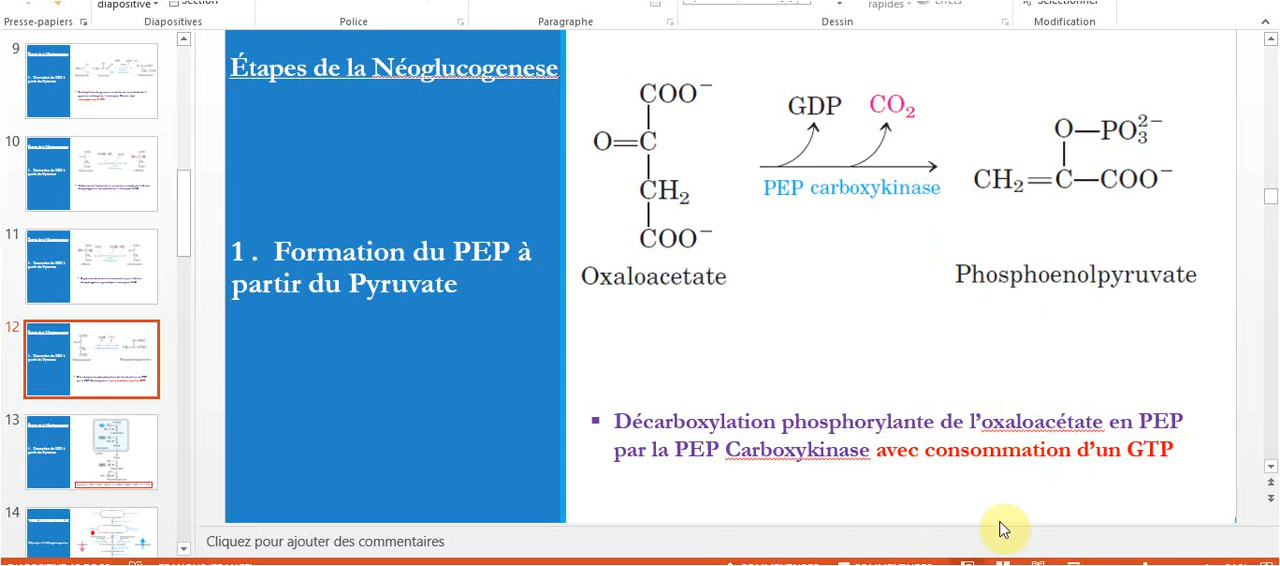 diapositive
Section
rapides
Effets
Sélectionner
Presse-papiers
Diapositives
Police
Paragraphe
Dessin
Modification
9
10
11
12
13
14
Étapes de la Néoglucogenese
1 . Formation du PEP à
partir du Pyruvate
COO⁻
O=C
CH₂
COO⁻
Oxaloacetate
GDP
CO₂
PEP carboxykinase
O—PO₃²⁻
CH₂=C—COO⁻
Phosphoenolpyruvate
▪ Décarboxylation phosphorylante de l’oxaloacétate en PEP
par la PEP Carboxykinase avec consommation d’un GTP
Cliquez pour ajouter des commentaires